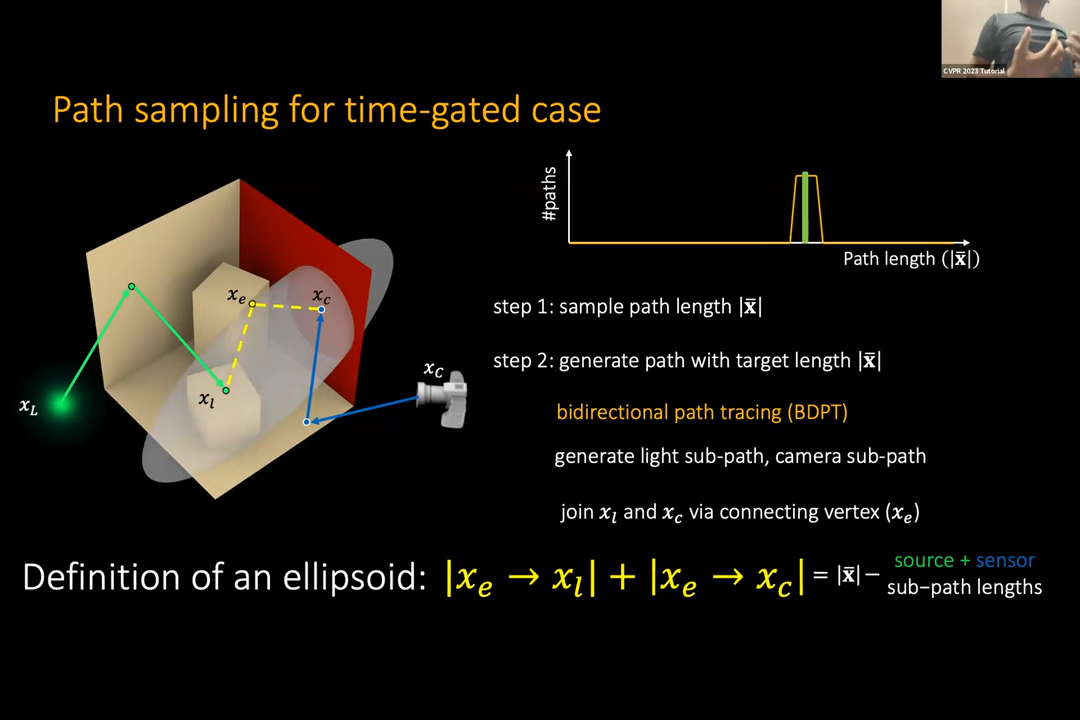 CVPR 2023 Tutorial
Path sampling for time-gated case
#paths
Path length (|x̄|)
x_e
x_c
x_l
x_L
x_C
step 1: sample path length |x̄|
step 2: generate path with target length |x̄|
bidirectional path tracing (BDPT)
generate light sub-path, camera sub-path
join x_l and x_c via connecting vertex (x_e)
Definition of an ellipsoid: |x_e → x_l| + |x_e → x_c| = |x̄| − source + sensor
sub−path lengths